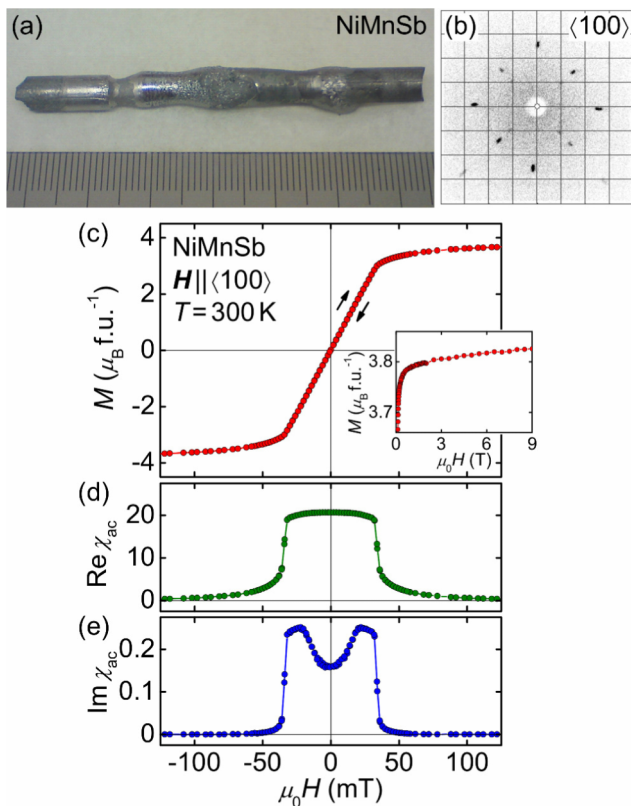 (a) NiMnSb
(b) ⟨100⟩
(c) NiMnSb
H||⟨100⟩
T = 300 K
M (μB f.u.⁻¹)
4
2
0
-2
-4
M (μB f.u.⁻¹)
3.8
3.7
0 3 6 9
μ0H (T)
(d)
Re χac
20
10
0
(e)
Im χac
0.2
0.1
0
-100 -50 0 50 100
μ0H (mT)